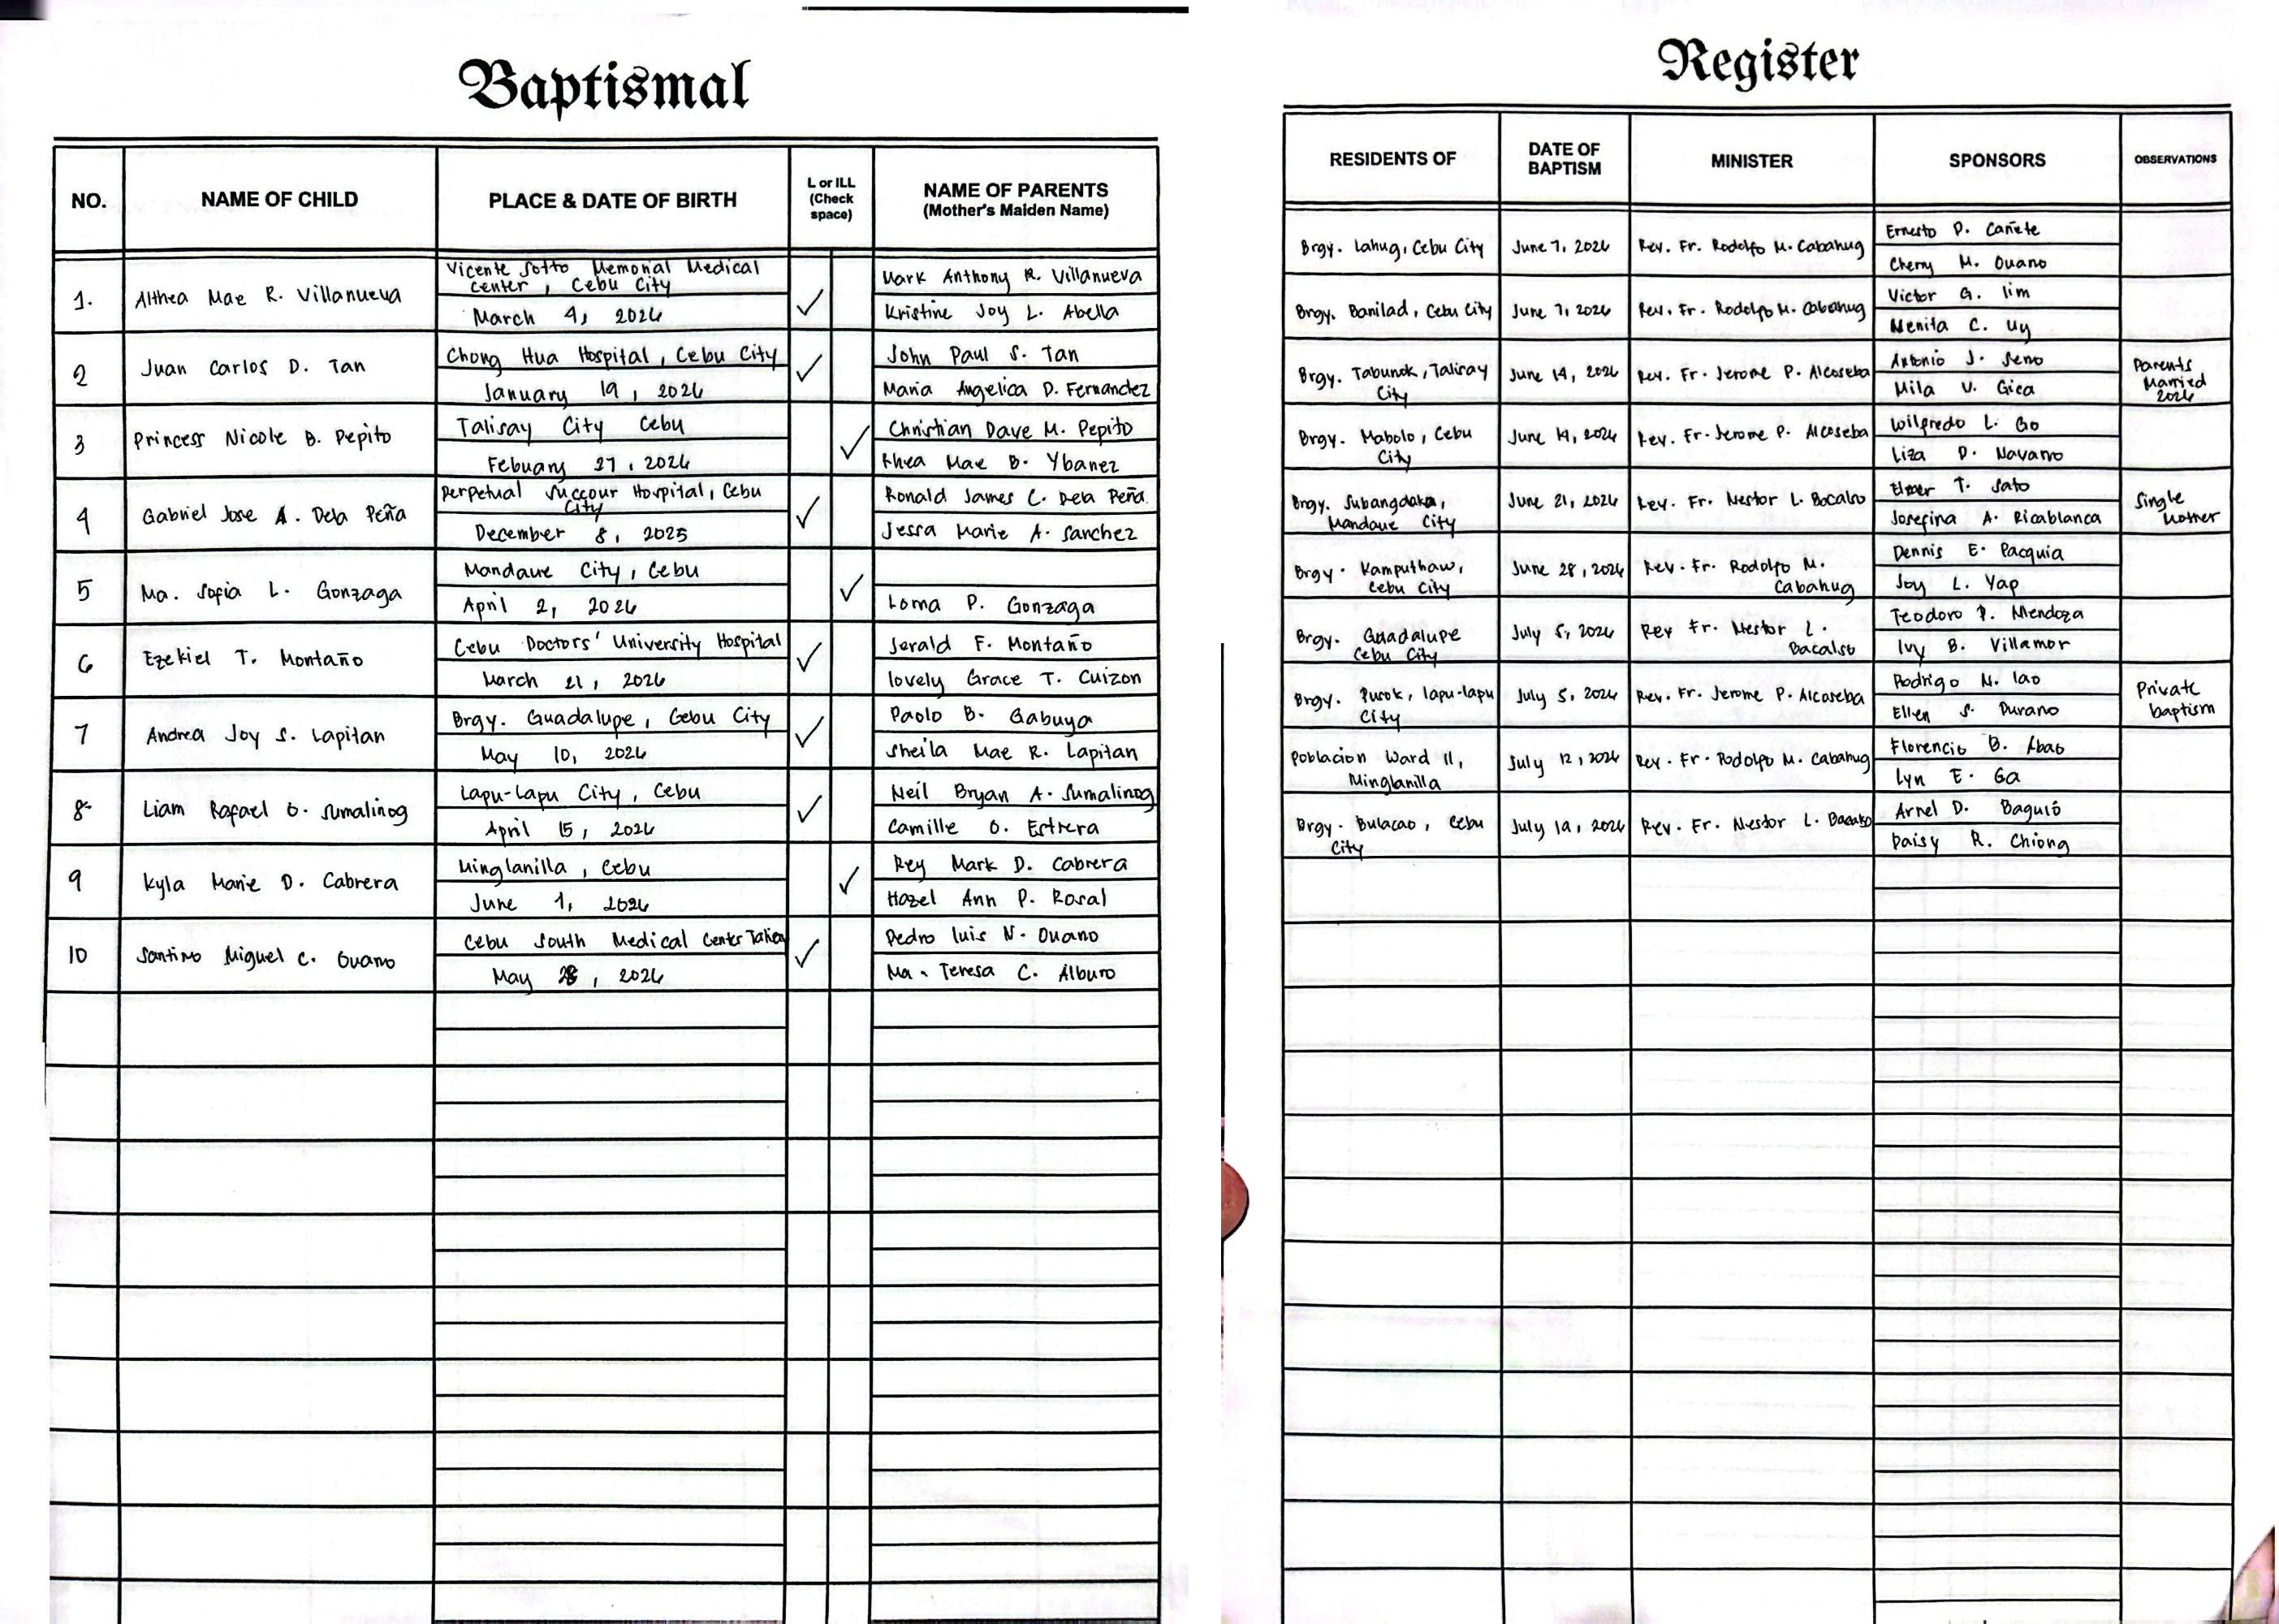 Baptismal
NO.
NAME OF CHILD
PLACE & DATE OF BIRTH
L or ILL
(Check
space)
NAME OF PARENTS
(Mother's Maiden Name)
1.
Althea Mae R. Villanueva
Vicente Sotto Memorial Medical
Center, Cebu City
March 4, 2026
✓
Mark Anthony R. Villanueva
Kristine Joy L. Abella
2
Juan Carlos D. Tan
Chong Hua Hospital, Cebu City
January 19, 2026
✓
John Paul S. Tan
Maria Angelica D. Fernandez
3
Princess Nicole B. Pepito
Talisay City Cebu
Febuary 27, 2026
✓
Christian Dave M. Pepito
Rhea Mae B. Ybanez
4
Gabriel Jose A. Dela Peña
Perpetual Succour Hospital, Cebu
City
December 8, 2025
✓
Ronald James C. Dela Peña
Jessa Marie A. Sanchez
5
Ma. Sofia L. Gonzaga
Mandaue City, Cebu
April 2, 2026
✓
Lorna P. Gonzaga
6
Ezekiel T. Montaño
Cebu Doctors' University Hospital
March 21, 2026
✓
Jerald F. Montaño
Lovely Grace T. Cuizon
7
Andrea Joy S. Lapitan
Brgy. Guadalupe, Cebu City
May 10, 2026
✓
Paolo B. Gabuya
Sheila Mae R. Lapitan
8-
Liam Rafael O. Sumalinog
Lapu-Lapu City, Cebu
April 15, 2026
✓
Neil Bryan A. Sumalinog
Camille O. Estrera
9
Kyla Marie D. Cabrera
Minglanilla, Cebu
June 1, 2026
✓
Rey Mark D. Cabrera
Hazel Ann P. Rosal
10
Santino Miguel C. Ouano
Cebu South Medical Center
May , 2026
✓
Pedro Luis N. Ouano
Ma. Teresa C. Alburo
Register
RESIDENTS OF
DATE OF
BAPTISM
MINISTER
SPONSORS
OBSERVATIONS
Brgy. Lahug, Cebu City
June 7, 2026
Rev. Fr. Rodolfo M. Cabahug
Ernesto P. Cañete
Cherry M. Ouano
Brgy. Banilad, Cebu City
June 7, 2026
Rev. Fr. Rodolfo M. Cabahug
Victor G. Lim
Nenita C. Uy
Brgy. Tabunok, Talisay
City
June 14, 2026
Rev. Fr. Jerome P. Alcoseba
Antonio J. Seno
Mila V. Gica
Parents
Married
2026
Brgy. Mabolo, Cebu
City
June 14, 2026
Rev. Fr. Jerome P. Alcoseba
Wilfredo L. Go
Liza D. Navarro
Brgy. Subangdaku,
Mandaue City
June 21, 2026
Rev. Fr. Nestor L. Bacalso
Elmer T. Sato
Josefina A. Ricablanca
Single
Mother
Brgy. Kamputhaw,
Cebu City
June 28, 2026
Rev. Fr. Rodolfo M.
Cabahug
Dennis E. Pacquia
Joy L. Yap
Brgy. Guadalupe
Cebu City
July 5, 2026
Rev Fr. Nestor L.
Bacalso
Teodoro P. Mendoza
Ivy B. Villamor
Brgy. Pusok, Lapu-lapu
City
July 5, 2026
Rev. Fr. Jerome P. Alcoseba
Rodrigo N. Lao
Ellen S. Durano
Private
baptism
Poblacion Ward II,
Minglanilla
July 12, 2026
Rev. Fr. Rodolfo M. Cabahug
Florencio B. Abao
Lyn E. Ga
Brgy. Bulacao, Cebu
City
July 19, 2026
Rev. Fr. Nestor L. Bacalso
Arnel D. Baguio
Daisy R. Chiong